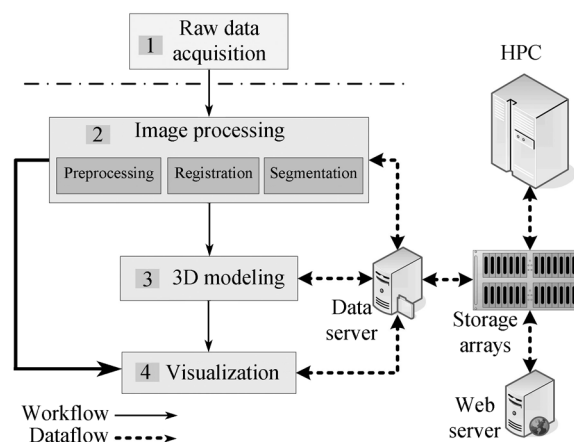 1 Raw data
acquisition
HPC
2 Image processing
Preprocessing
Registration
Segmentation
3 3D modeling
Data
server
Storage
arrays
4 Visualization
Web
server
Workflow
Dataflow